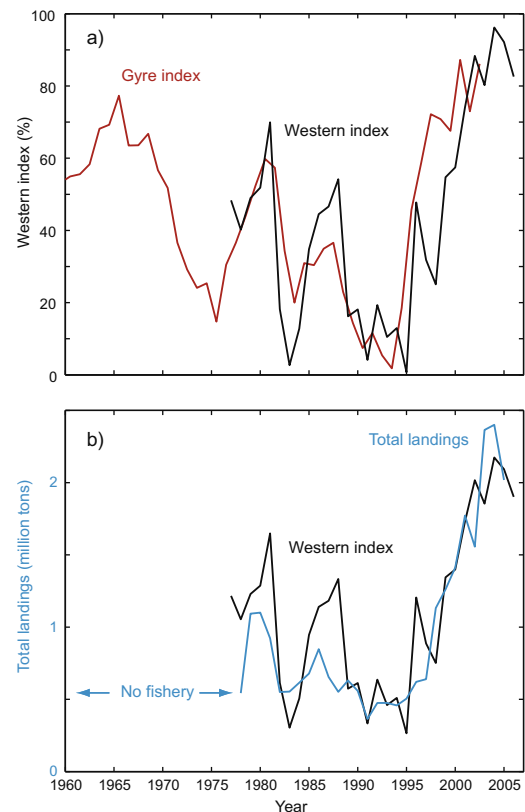 100
a)
Gyre index
80
Western index
60
Western index (%)
40
20
0
b)
Total landings
2
Western index
Total landings (million tons)
1
No fishery
0
1960 1965 1970 1975 1980 1985 1990 1995 2000 2005
Year